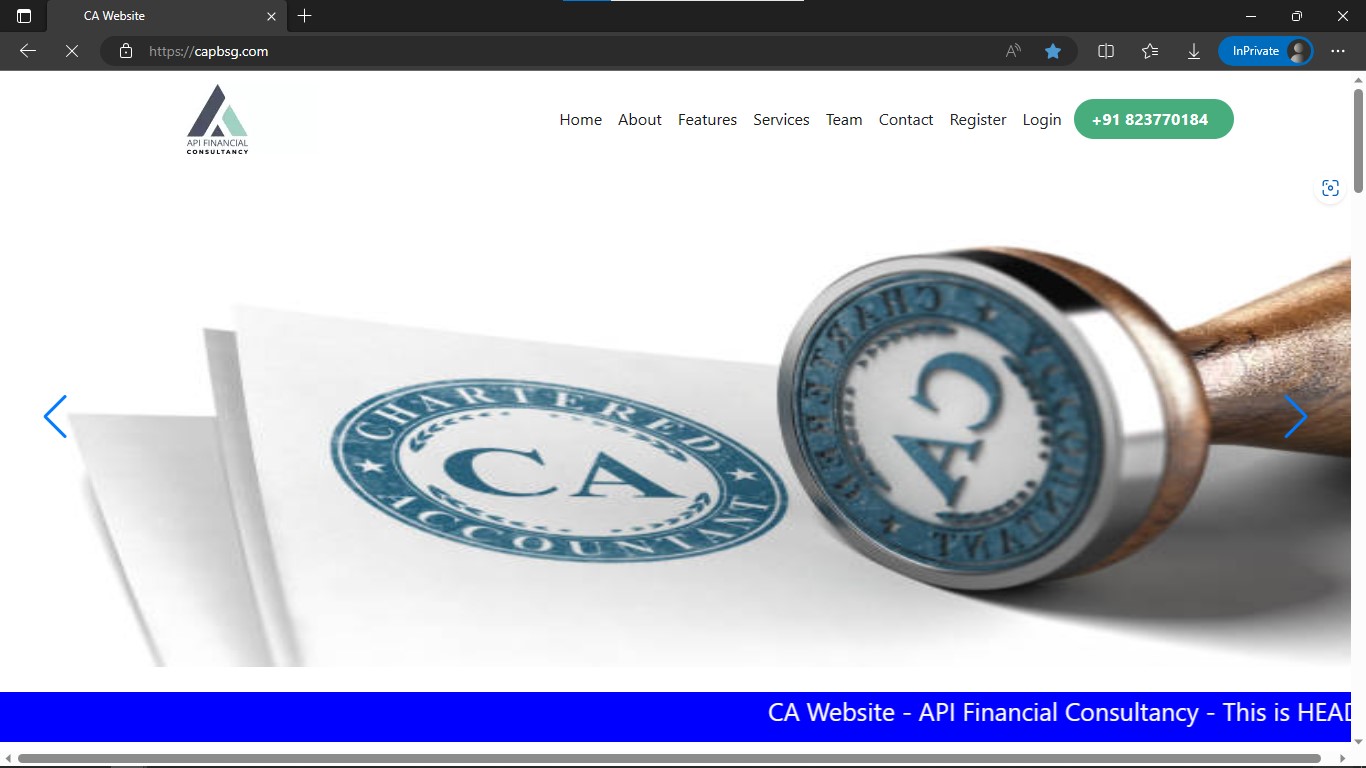 CA Website
https://capbsg.com
InPrivate
API FINANCIAL
CONSULTANCY
Home About Features Services Team Contact Register Login +91 823770184
CHARTERED
CA
ACCOUNTANT
CHARTERED
CA
ACCOUNTANT
CA Website - API Financial Consultancy - This is HEAD